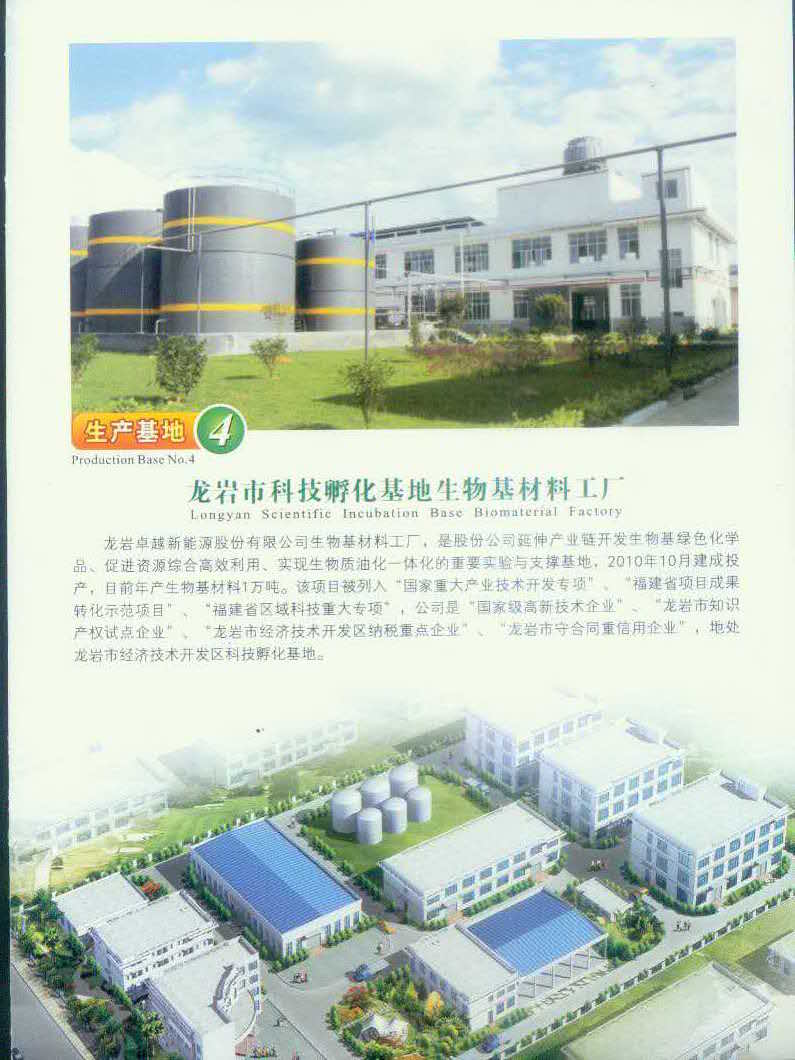 生产基地 4
Production Base No.4
龙岩市科技孵化基地生物基材料工厂
Longyan Scientific Incubation Base Biomaterial Factory
龙岩卓越新能源股份有限公司生物基材料工厂，是股份公司延伸产业链开发生物基绿色化学
品、促进资源综合高效利用、实现生物质油化一体化的重要实验与支撑基地，2010年10月建成投
产，目前年产生物基材料1万吨。该项目被列入“国家重大产业技术开发专项”、“福建省项目成果
转化示范项目”、“福建省区域科技重大专项”，公司是“国家级高新技术企业”、“龙岩市知识
产权试点企业”、“龙岩市经济技术开发区纳税重点企业”、“龙岩市守合同重信用企业”，地处
龙岩市经济技术开发区科技孵化基地。